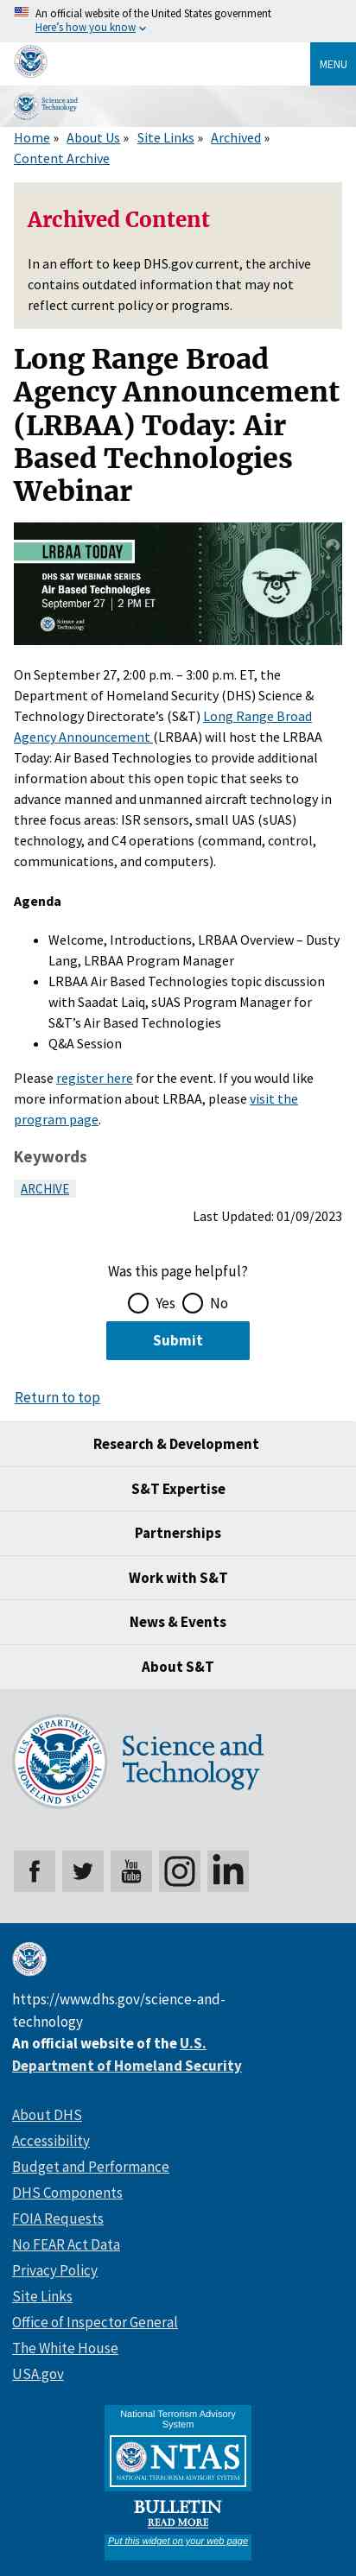 An official website of the United States government
Here's how you know
MENU
Science and
Technology
Home » About Us » Site Links » Archived »
Content Archive
Archived Content
In an effort to keep DHS.gov current, the archive
contains outdated information that may not
reflect current policy or programs.
Long Range Broad
Agency Announcement
(LRBAA) Today: Air
Based Technologies
Webinar
LRBAA TODAY
DHS S&T WEBINAR SERIES
Air Based Technologies
September 27 | 2 PM ET
Science and
Technology
On September 27, 2:00 p.m. – 3:00 p.m. ET, the
Department of Homeland Security (DHS) Science &
Technology Directorate's (S&T) Long Range Broad
Agency Announcement (LRBAA) will host the LRBAA
Today: Air Based Technologies to provide additional
information about this open topic that seeks to
advance manned and unmanned aircraft technology in
three focus areas: ISR sensors, small UAS (sUAS)
technology, and C4 operations (command, control,
communications, and computers).
Agenda
• Welcome, Introductions, LRBAA Overview – Dusty
Lang, LRBAA Program Manager
• LRBAA Air Based Technologies topic discussion
with Saadat Laiq, sUAS Program Manager for
S&T's Air Based Technologies
• Q&A Session
Please register here for the event. If you would like
more information about LRBAA, please visit the
program page.
Keywords
ARCHIVE
Last Updated: 01/09/2023
Was this page helpful?
Yes No
Submit
Return to top
Research & Development
S&T Expertise
Partnerships
Work with S&T
News & Events
About S&T
U.S. DEPARTMENT OF HOMELAND SECURITY
Science and
Technology
You
Tube
https://www.dhs.gov/science-and-
technology
An official website of the U.S.
Department of Homeland Security
About DHS
Accessibility
Budget and Performance
DHS Components
FOIA Requests
No FEAR Act Data
Privacy Policy
Site Links
Office of Inspector General
The White House
USA.gov
National Terrorism Advisory
System
NTAS
NATIONAL TERRORISM ADVISORY SYSTEM
BULLETIN
READ MORE
Put this widget on your web page